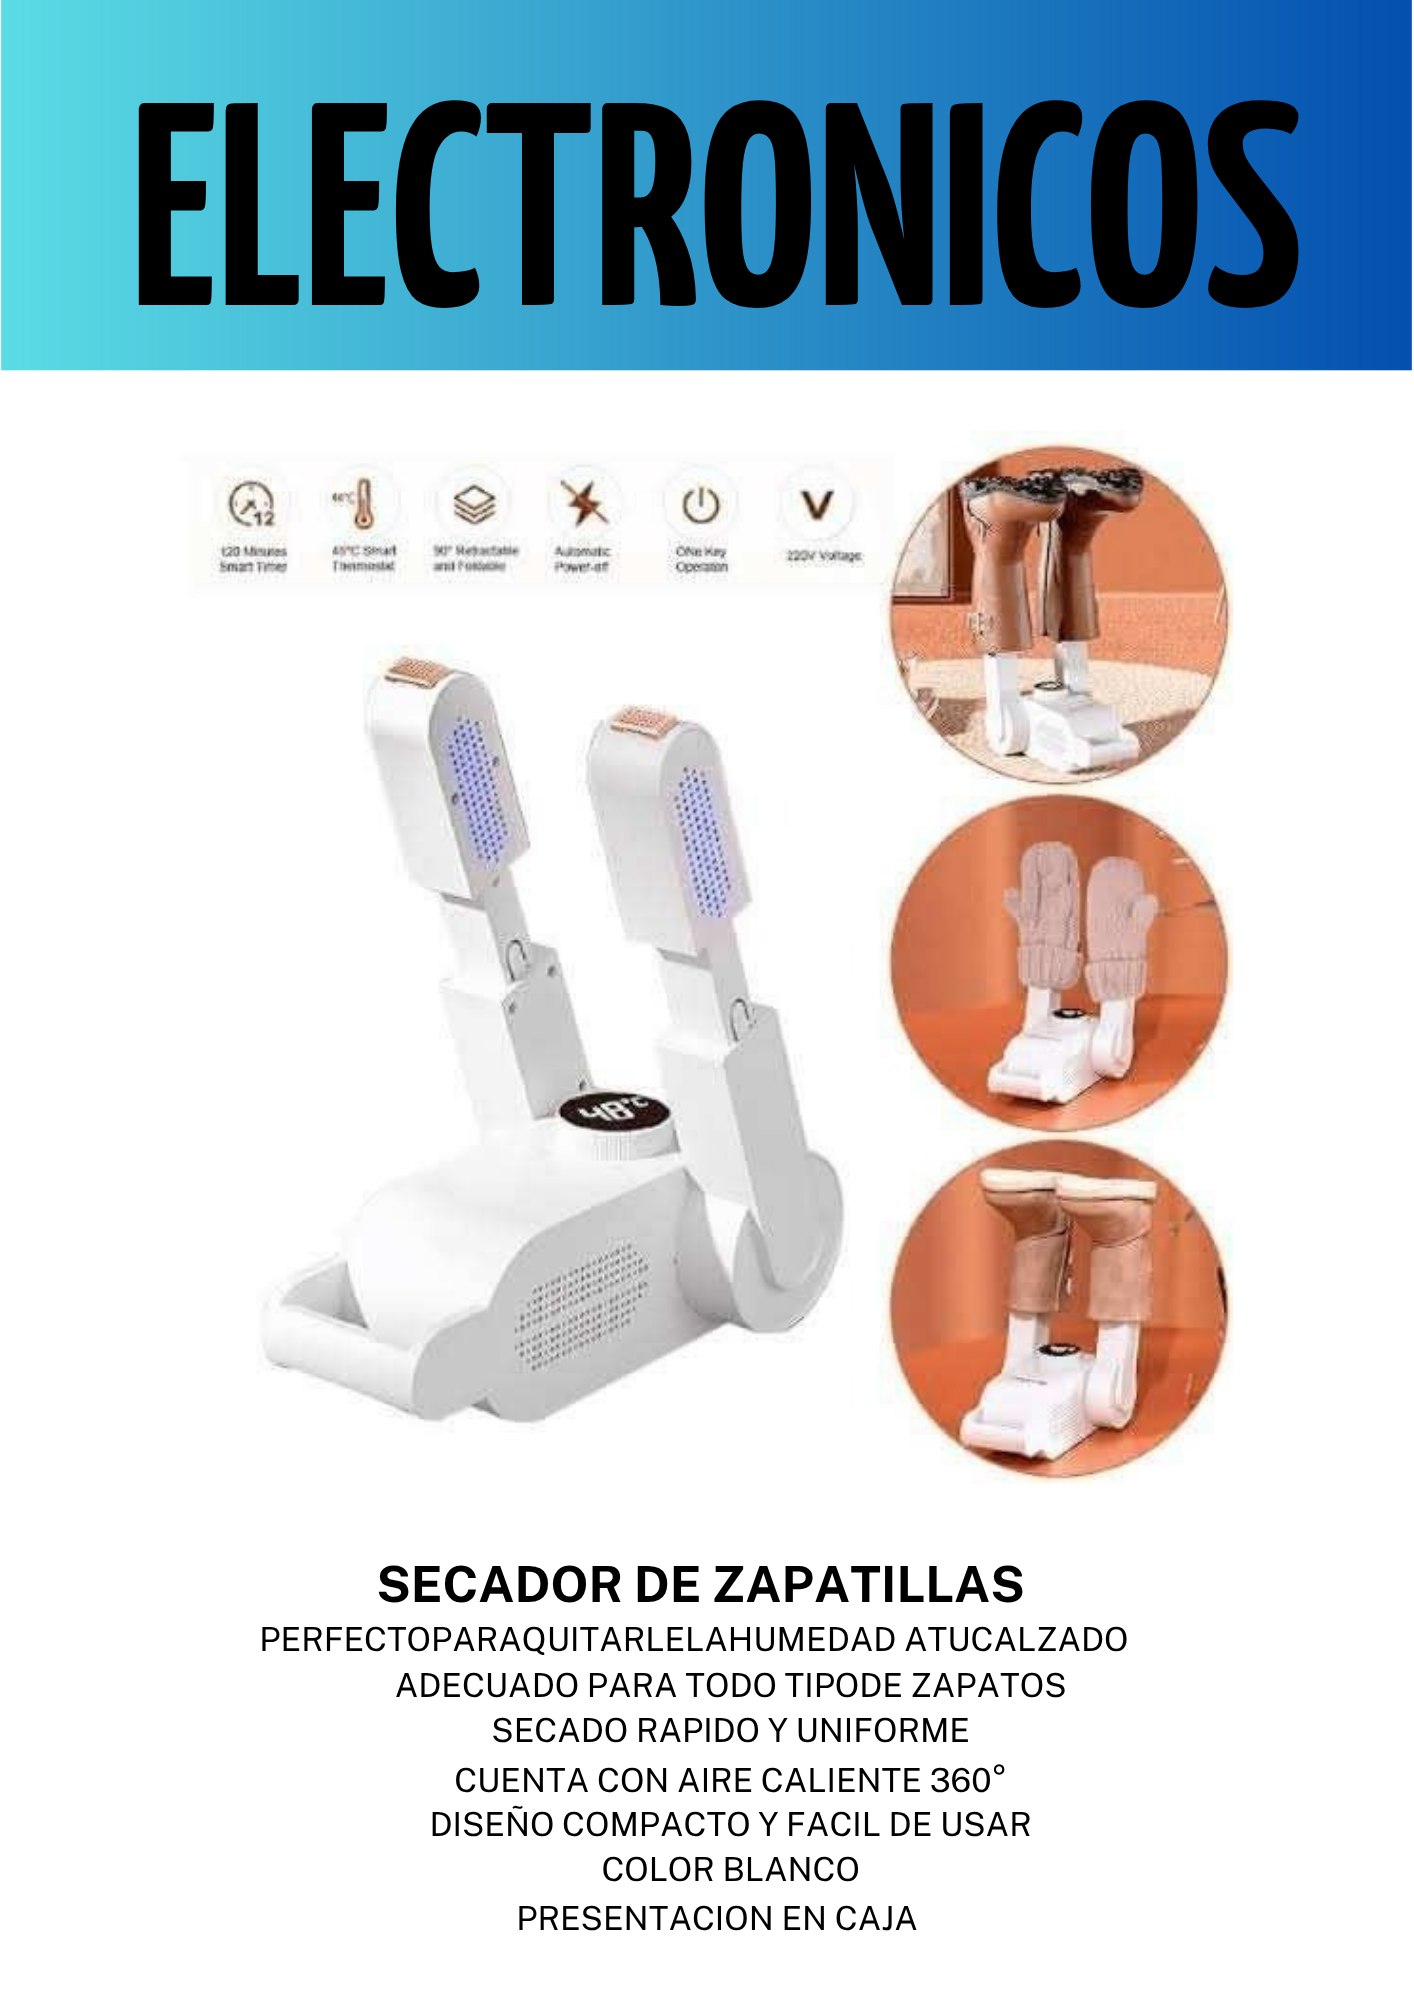 ELECTRONICOS
12
120 Minutes
Smart Timer
45°C Smart
Thermostat
90° Retractable
and Foldable
Automatic
Power-off
ONe Key
Operation
V
220V Voltage
48°C
SECADOR DE ZAPATILLAS
PERFECTOPARAQUITARLELAHUMEDAD ATUCALZADO
ADECUADO PARA TODO TIPODE ZAPATOS
SECADO RAPIDO Y UNIFORME
CUENTA CON AIRE CALIENTE 360°
DISEÑO COMPACTO Y FACIL DE USAR
COLOR BLANCO
PRESENTACION EN CAJA